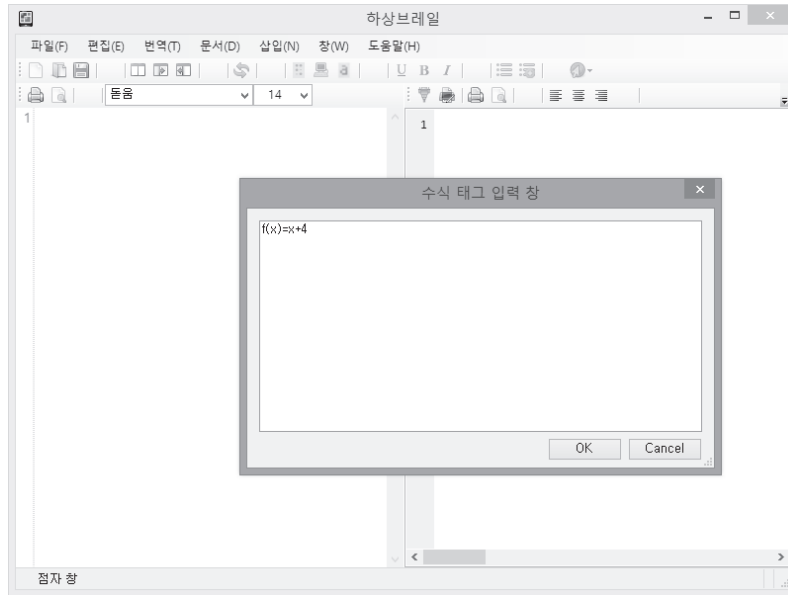 하상브레일
파일(F) 편집(E) 번역(T) 문서(D) 삽입(N) 창(W) 도움말(H)
U B I
돋움 14
1
1
수식 태그 입력 창
f(x)=x+4
OK Cancel
점자 창